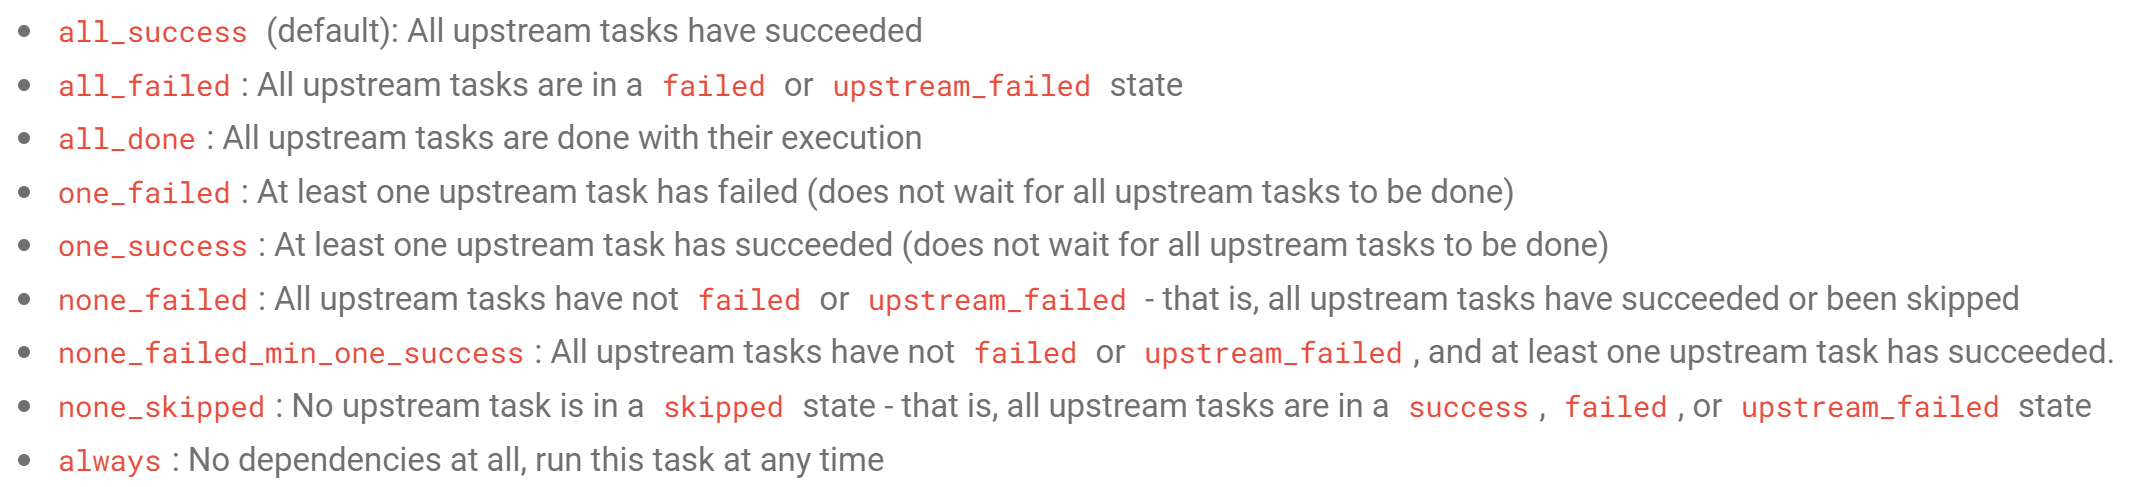 all_success (default): All upstream tasks have succeeded
all_failed : All upstream tasks are in a failed or upstream_failed state
all_done : All upstream tasks are done with their execution
one_failed : At least one upstream task has failed (does not wait for all upstream tasks to be done)
one_success : At least one upstream task has succeeded (does not wait for all upstream tasks to be done)
none_failed : All upstream tasks have not failed or upstream_failed - that is, all upstream tasks have succeeded or been skipped
none_failed_min_one_success : All upstream tasks have not failed or upstream_failed , and at least one upstream task has succeeded.
none_skipped : No upstream task is in a skipped state - that is, all upstream tasks are in a success , failed , or upstream_failed state
always : No dependencies at all, run this task at any time